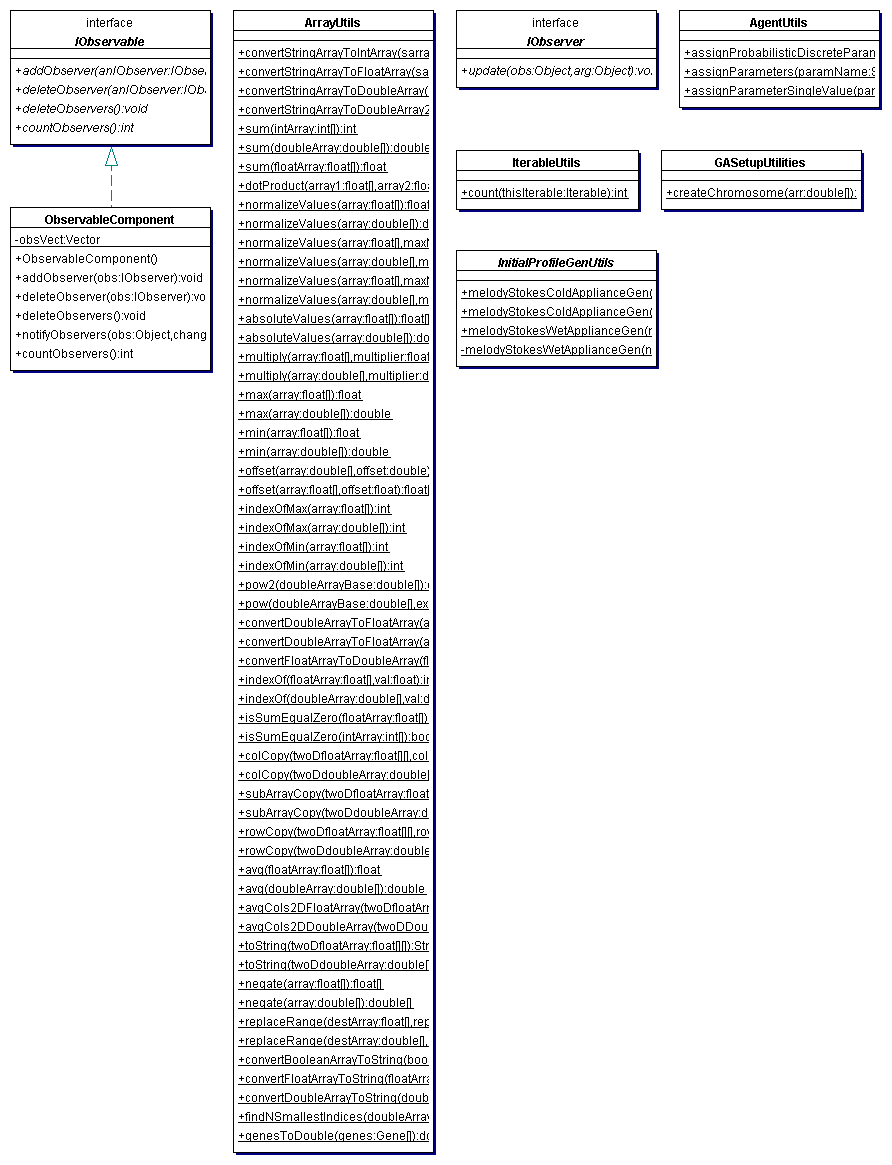 interface
IObservable
+addObserver(anIObserver:IObse
+deleteObserver(anIObserver:IOb
+deleteObservers():void
+countObservers():int
ObservableComponent
-obsVect:Vector
+ObservableComponent()
+addObserver(obs:IObserver):void
+deleteObserver(obs:IObserver):vo
+deleteObservers():void
+notifyObservers(obs:Object,chang
+countObservers():int
ArrayUtils
+convertStringArrayToIntArray(sarra
+convertStringArrayToFloatArray(sa
+convertStringArrayToDoubleArray(
+convertStringArrayToDoubleArray2
+sum(intArray:int[]):int
+sum(doubleArray:double[]):double
+sum(floatArray:float[]):float
+dotProduct(array1:float[],array2:floa
+normalizeValues(array:float[]):float
+normalizeValues(array:double[]):d
+normalizeValues(array:float[],maxM
+normalizeValues(array:double[],m
+normalizeValues(array:float[],maxM
+normalizeValues(array:double[],m
+absoluteValues(array:float[]):float[]
+absoluteValues(array:double[]):do
+multiply(array:float[],multiplier:float
+multiply(array:double[],multiplier:d
+max(array:float[]):float
+max(array:double[]):double
+min(array:float[]):float
+min(array:double[]):double
+offset(array:double[],offset:double)
+offset(array:float[],offset:float):float[
+indexOfMax(array:float[]):int
+indexOfMax(array:double[]):int
+indexOfMin(array:float[]):int
+indexOfMin(array:double[]):int
+pow2(doubleArrayBase:double[]):
+pow(doubleArrayBase:double[],ex
+convertDoubleArrayToFloatArray(a
+convertDoubleArrayToFloatArray(a
+convertFloatArrayToDoubleArray(fl
+indexOf(floatArray:float[],val:float):in
+indexOf(doubleArray:double[],val:d
+isSumEqualZero(floatArray:float[])
+isSumEqualZero(intArray:int[]):boo
+colCopy(twoDfloatArray:float[][],col
+colCopy(twoDdoubleArray:double[
+subArrayCopy(twoDfloatArray:float
+subArrayCopy(twoDdoubleArray:d
+rowCopy(twoDfloatArray:float[][],rov
+rowCopy(twoDdoubleArray:double
+avg(floatArray:float[]):float
+avg(doubleArray:double[]):double
+avgCols2DFloatArray(twoDfloatArr
+avgCols2DDoubleArray(twoDDou
+toString(twoDfloatArray:float[][]):Str
+toString(twoDdoubleArray:double[]
+negate(array:float[]):float[]
+negate(array:double[]):double[]
+replaceRange(destArray:float[],rep
+replaceRange(destArray:double[],
+convertBooleanArrayToString(boo
+convertFloatArrayToString(floatArra
+convertDoubleArrayToString(doub
+findNSmallestIndices(doubleArray
+genesToDouble(genes:Gene[]):do
interface
IObserver
+update(obs:Object,arg:Object):vo
AgentUtils
+assignProbabilisticDiscreteParan
+assignParameters(paramName:S
+assignParameterSingleValue(par
IterableUtils
+count(thisIterable:Iterable):int
GASetupUtilities
+createChromosome(arr:double[]):
InitialProfileGenUtils
+melodyStokesColdApplianceGen(
+melodyStokesColdApplianceGen(
+melodyStokesWetApplianceGen(n
-melodyStokesWetApplianceGen(n